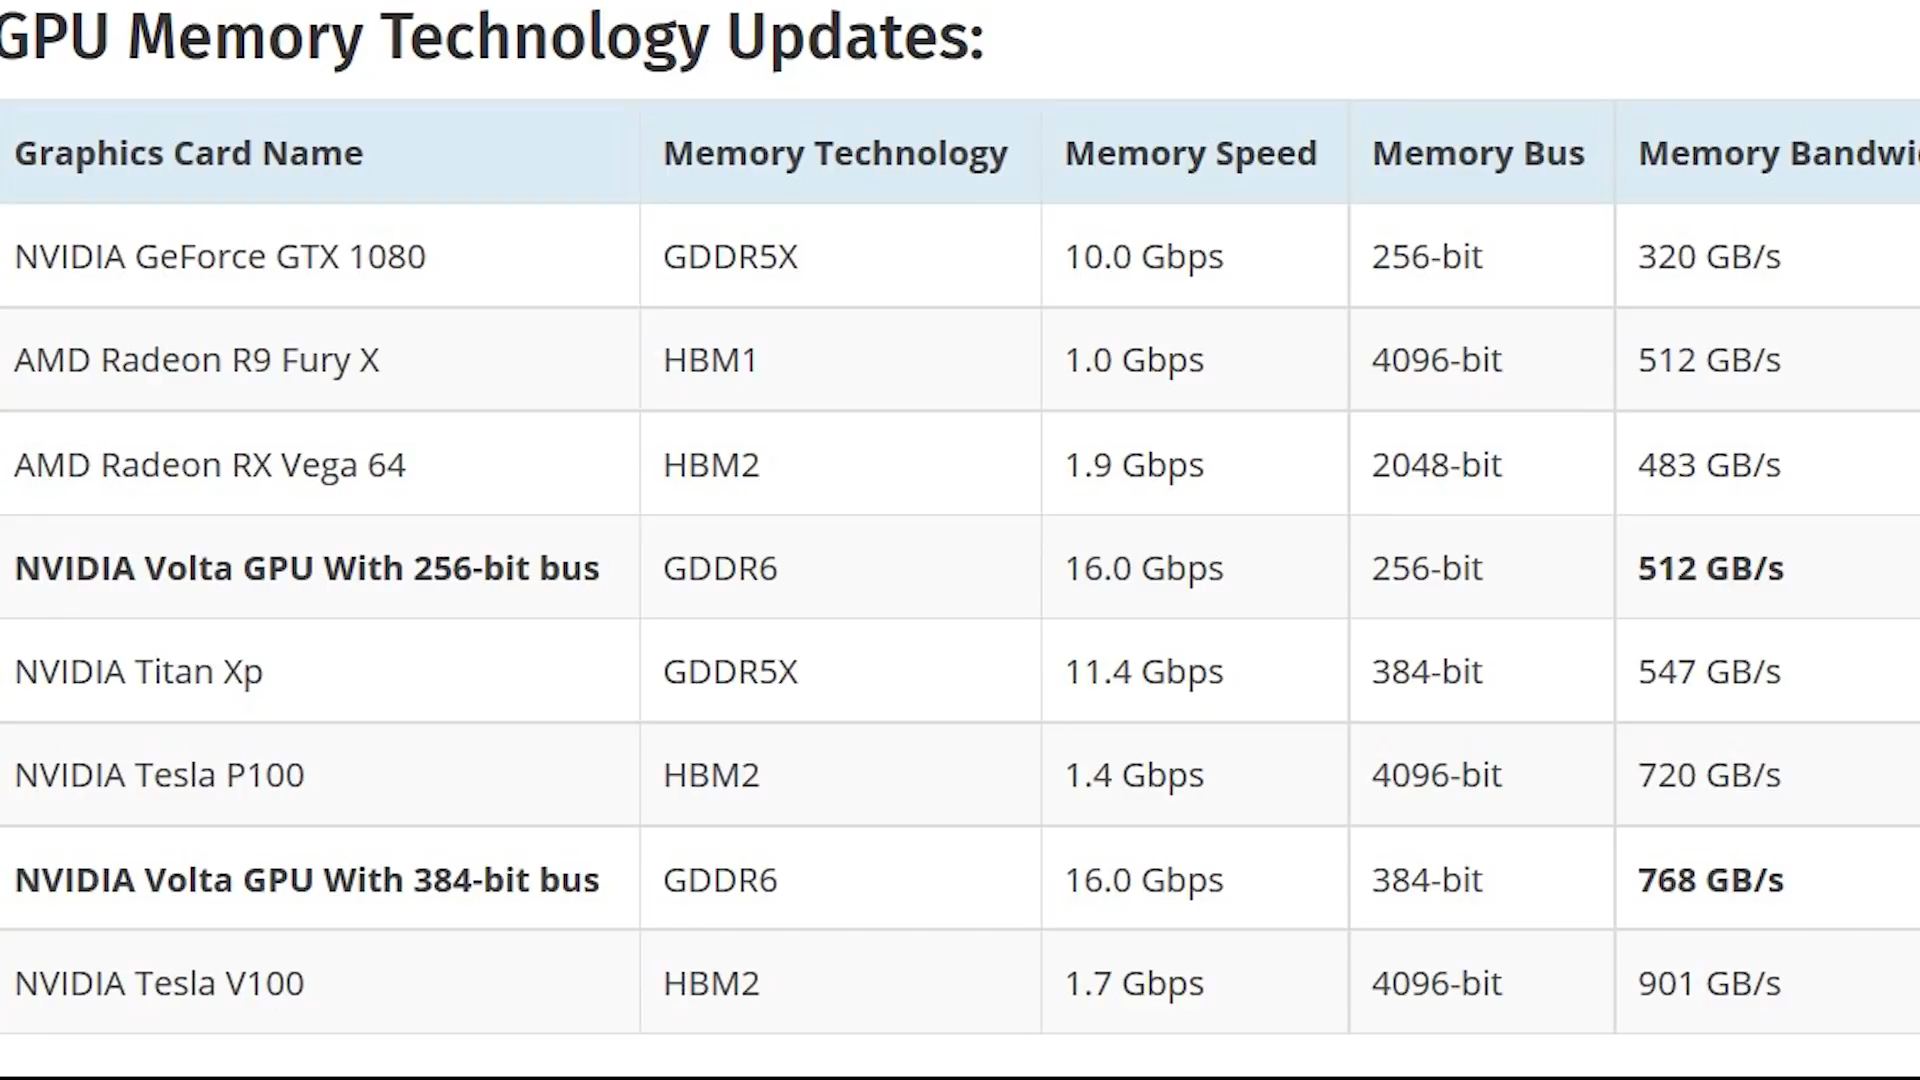 GPU Memory Technology Updates:
Graphics Card Name Memory Technology Memory Speed Memory Bus Memory
NVIDIA GeForce GTX 1080 GDDR5X 10.0 Gbps 256-bit 320 GB/s
AMD Radeon R9 Fury X HBM1 1.0 Gbps 4096-bit 512 GB/s
AMD Radeon RX Vega 64 HBM2 1.9 Gbps 2048-bit 483 GB/s
NVIDIA Volta GPU With 256-bit bus GDDR6 16.0 Gbps 256-bit 512 GB/s
NVIDIA Titan Xp GDDR5X 11.4 Gbps 384-bit 547 GB/s
NVIDIA Tesla P100 HBM2 1.4 Gbps 4096-bit 720 GB/s
NVIDIA Volta GPU With 384-bit bus GDDR6 16.0 Gbps 384-bit 768 GB/s
NVIDIA Tesla V100 HBM2 1.7 Gbps 4096-bit 901 GB/s